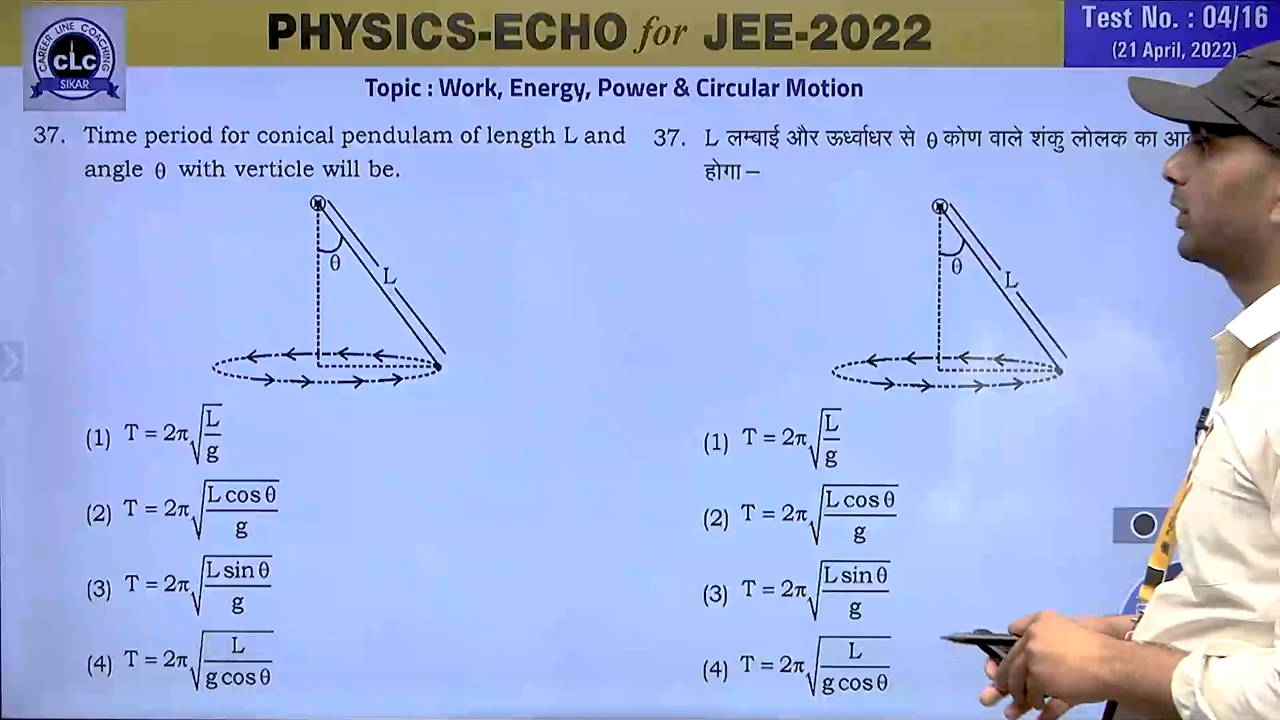 PHYSICS-ECHO for JEE-2022
Test No. : 04/16
(21 April, 2022)
CAREER LINE COACHING
CLC
SIKAR
Topic : Work, Energy, Power & Circular Motion
37. Time period for conical pendulam of length L and
angle θ with verticle will be.
θ
L
(1) T = 2π√(L/g)
(2) T = 2π√(L cos θ/g)
(3) T = 2π√(L sin θ/g)
(4) T = 2π√(L/g cos θ)
37. L लम्बाई और ऊर्ध्वाधर से θ कोण वाले शंकु लोलक का
होगा –
θ
L
(1) T = 2π√(L/g)
(2) T = 2π√(L cos θ/g)
(3) T = 2π√(L sin θ/g)
(4) T = 2π√(L/g cos θ)